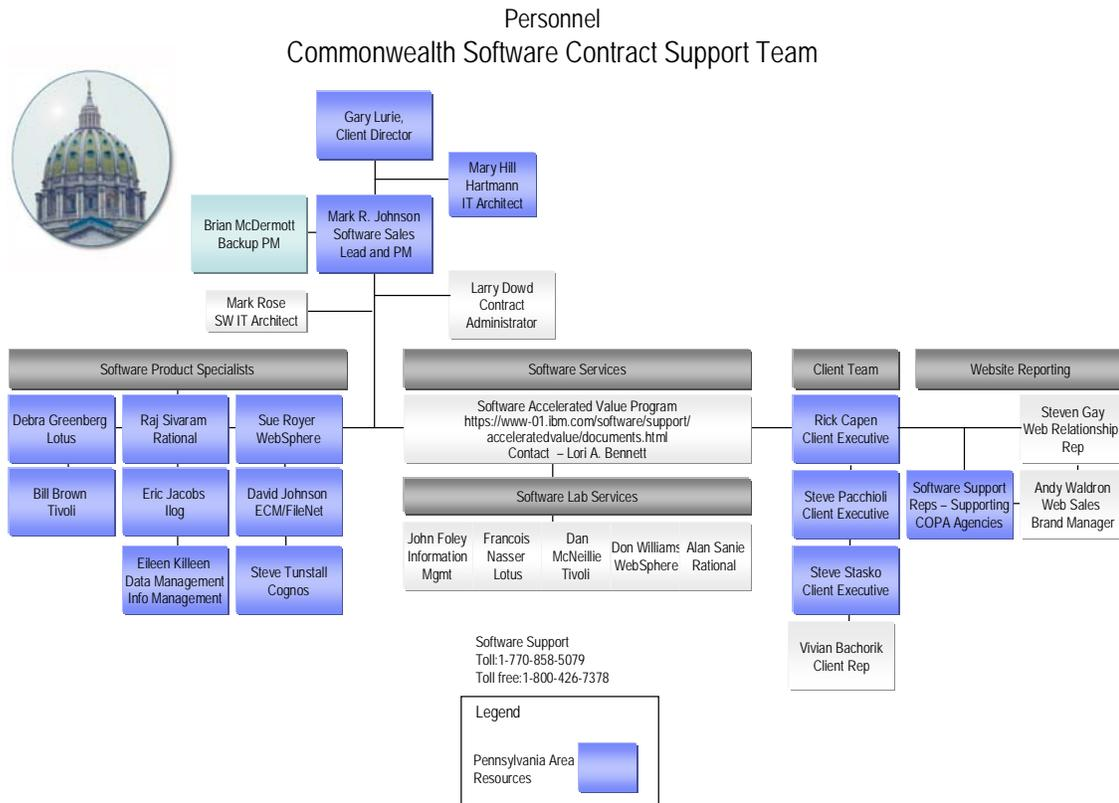 Personnel
Commonwealth Software Contract Support Team
Gary Lurie,
Client Director
Mary Hill
Hartmann
IT Architect
Brian McDermott
Backup PM
Mark R. Johnson
Software Sales
Lead and PM
Mark Rose
SW IT Architect
Larry Dowd
Contract
Administrator
Software Product Specialists
Software Services
Client Team
Website Reporting
Debra Greenberg
Lotus
Raj Sivaram
Rational
Sue Royer
WebSphere
Software Accelerated Value Program
https://www-01.ibm.com/software/support/
acceleratedvalue/documents.html
Contact – Lori A. Bennett
Rick Capen
Client Executive
Steven Gay
Web Relationship
Rep
Bill Brown
Tivoli
Eric Jacobs
Ilog
David Johnson
ECM/FileNet
Software Lab Services
Steve Pacchioli
Client Executive
Software Support
Reps – Supporting
COPA Agencies
Andy Waldron
Web Sales
Brand Manager
Eileen Killeen
Data Management
Info Management
Steve Tunstall
Cognos
John Foley
Information
Mgmt
Francois
Nasser
Lotus
Dan
McNeillie
Tivoli
Don Williams
WebSphere
Alan Sanie
Rational
Steve Stasko
Client Executive
Vivian Bachorik
Client Rep
Software Support
Toll:1-770-858-5079
Toll free:1-800-426-7378
Legend
Pennsylvania Area
Resources